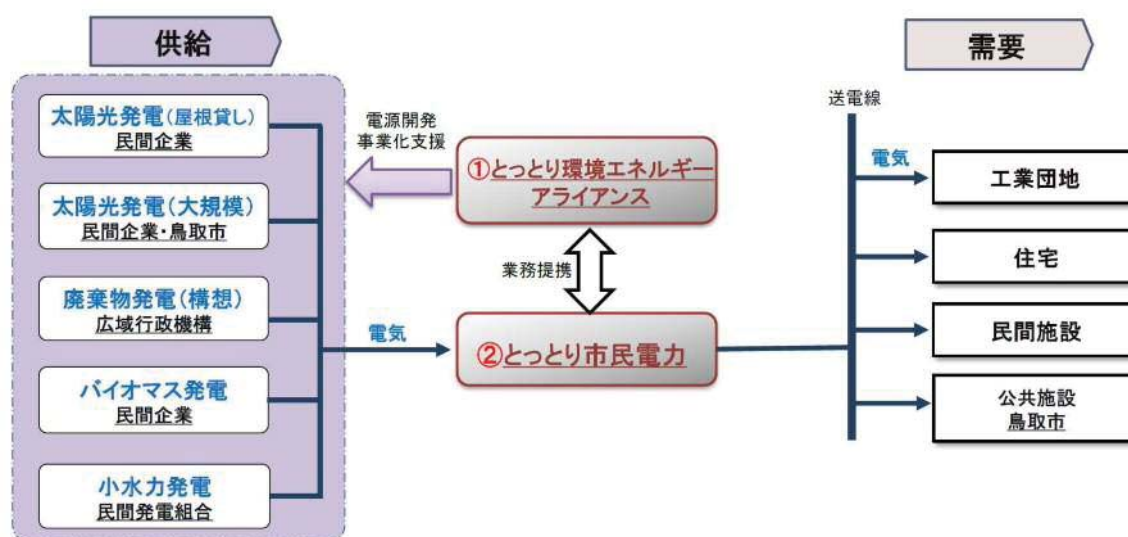 供給
太陽光発電(屋根貸し)
民間企業
太陽光発電(大規模)
民間企業・鳥取市
廃棄物発電(構想)
広域行政機構
バイオマス発電
民間企業
小水力発電
民間発電組合
電源開発
事業化支援
①とっとり環境エネルギー
アライアンス
業務提携
電気
②とっとり市民電力
需要
送電線
電気
工業団地
住宅
民間施設
公共施設
鳥取市